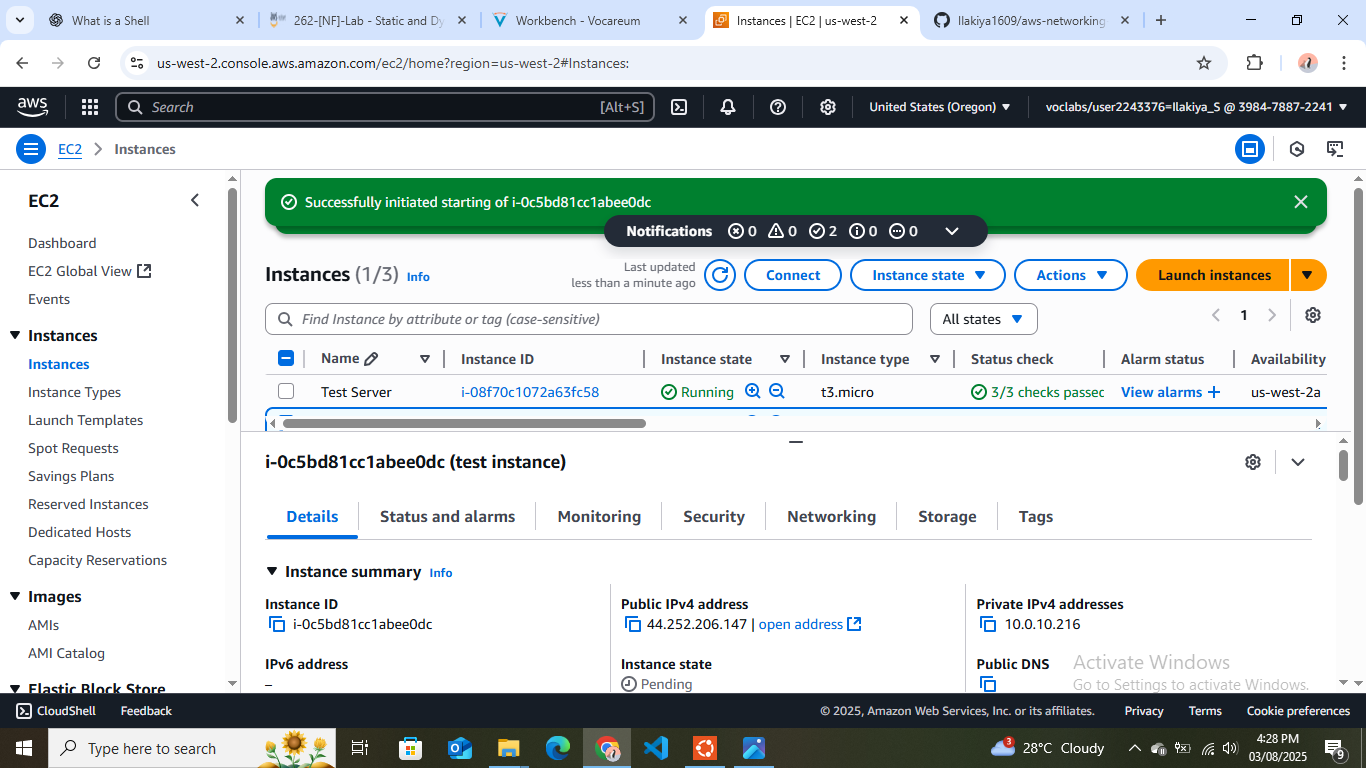 What is a Shell
262-[NF]-Lab - Static and Dy
Workbench - Vocareum
Instances | EC2 | us-west-2
Ilakiya1609/aws-networking
us-west-2.console.aws.amazon.com/ec2/home?region=us-west-2#Instances:
aws
Search [Alt+S]
United States (Oregon)
voclabs/user2243376=Ilakiya_S @ 3984-7887-2241
EC2 > Instances
EC2
Dashboard
EC2 Global View
Events
Instances
Instances
Instance Types
Launch Templates
Spot Requests
Savings Plans
Reserved Instances
Dedicated Hosts
Capacity Reservations
Images
AMIs
AMI Catalog
Elastic Block Store
Successfully initiated starting of i-0c5bd81cc1abee0dc
Notifications 0 0 2 0 0
Instances (1/3) Info
Last updated
less than a minute ago
Connect
Instance state
Actions
Launch instances
Find Instance by attribute or tag (case-sensitive)
All states
1
Name Instance ID Instance state Instance type Status check Alarm status Availability
Test Server i-08f70c1072a63fc58 Running t3.micro 3/3 checks passed View alarms + us-west-2a
i-0c5bd81cc1abee0dc (test instance)
Details Status and alarms Monitoring Security Networking Storage Tags
Instance summary Info
Instance ID
i-0c5bd81cc1abee0dc
Public IPv4 address
44.252.206.147 | open address
Private IPv4 addresses
10.0.10.216
IPv6 address
–
Instance state
Pending
Public DNS
Activate Windows
Go to Settings to activate Windows.
CloudShell Feedback
© 2025, Amazon Web Services, Inc. or its affiliates. Privacy Terms Cookie preferences
Type here to search
3
28°C Cloudy
4:28 PM
03/08/2025
9